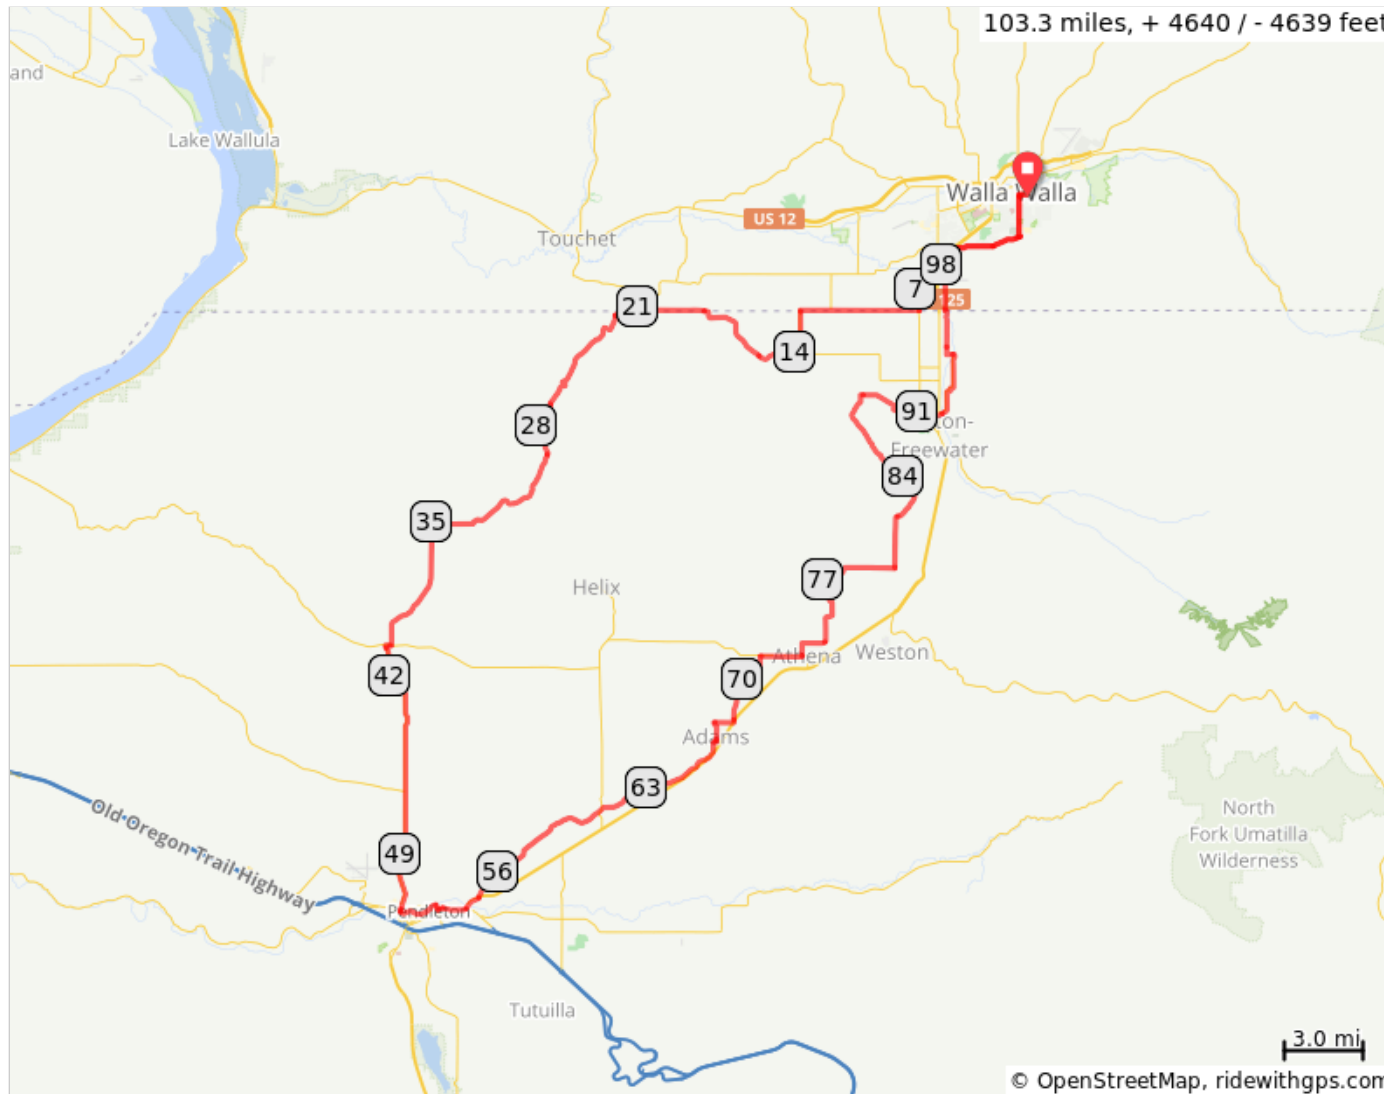 103.3 miles, + 4640 / - 4639 feet
and
Lake Wallula
Walla Walla
US 12
Touchet
98
7
125
21
14
28
91
ton-
Freewater
84
35
77
Helix
Athena
Weston
42
70
Adams
63
North
Fork Umatilla
Wilderness
Old Oregon Trail Highway
49
56
Pendleton
Tutuilla
3.0 mi
© OpenStreetMap, ridewithgps.com